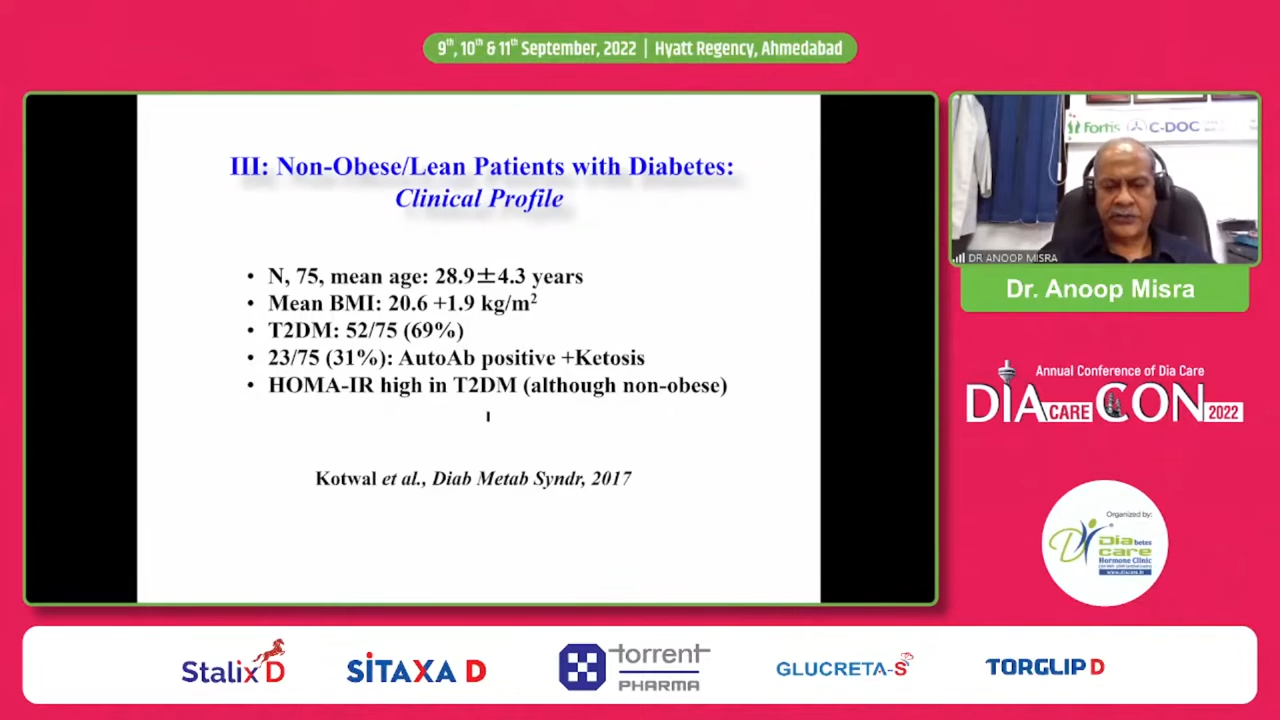 9th, 10th & 11th September, 2022 | Hyatt Regency, Ahmedabad
III: Non-Obese/Lean Patients with Diabetes:
Clinical Profile
• N, 75, mean age: 28.9±4.3 years
• Mean BMI: 20.6 +1.9 kg/m²
• T2DM: 52/75 (69%)
• 23/75 (31%): AutoAb positive +Ketosis
• HOMA-IR high in T2DM (although non-obese)
Kotwal et al., Diab Metab Syndr, 2017
Fortis C-DOC
DR ANOOP MISRA
Dr. Anoop Misra
Annual Conference of Dia Care
DIA CARE CON 2022
Organized by:
Diabetes
care
Hormone Clinic
www.diacare.in
Stalix D
SITAXA D
torrent
PHARMA
GLUCRETA-S
TORGLIP D